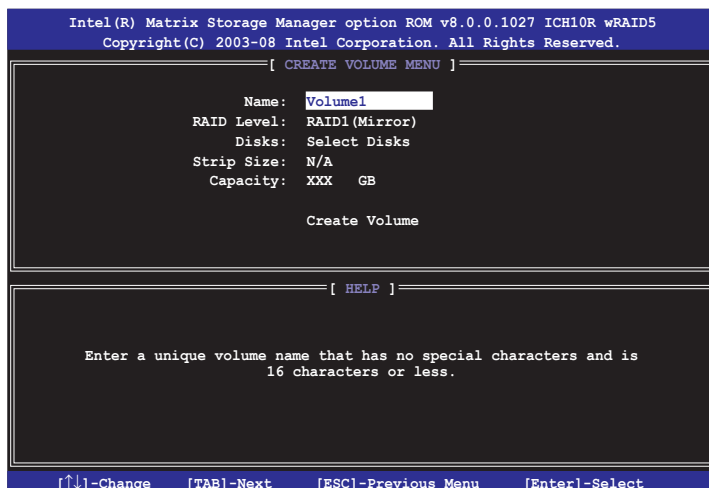 Intel(R) Matrix Storage Manager option ROM v8.0.0.1027 ICH10R wRAID5
Copyright(C) 2003-08 Intel Corporation. All Rights Reserved.
[ CREATE VOLUME MENU ]
Name: Volume1
RAID Level: RAID1(Mirror)
Disks: Select Disks
Strip Size: N/A
Capacity: XXX GB
Create Volume
[ HELP ]
Enter a unique volume name that has no special characters and is
16 characters or less.
[↑↓]-Change [TAB]-Next [ESC]-Previous Menu [Enter]-Select